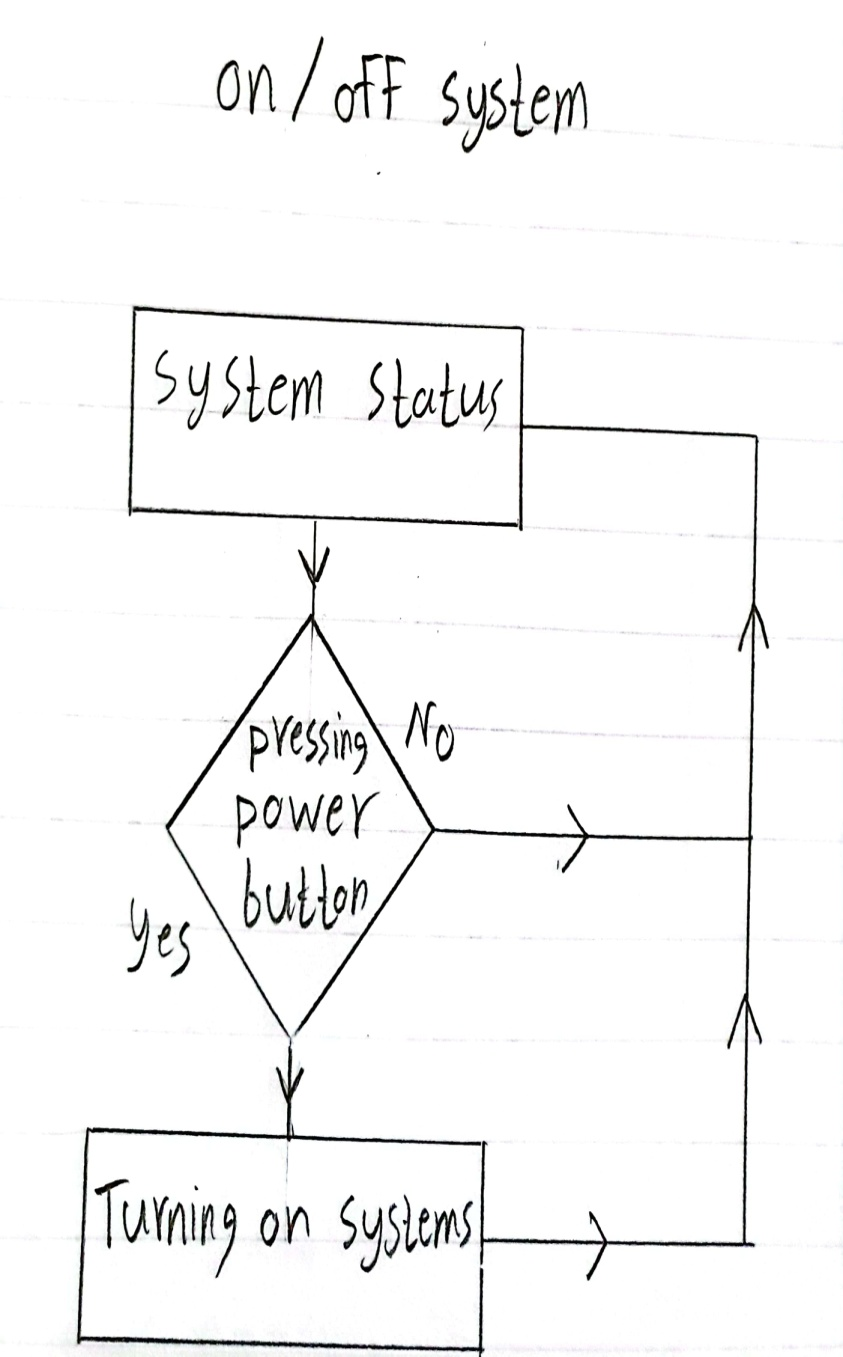 on/off system
System Status
No
pressing
power
button
yes
Turning on systems